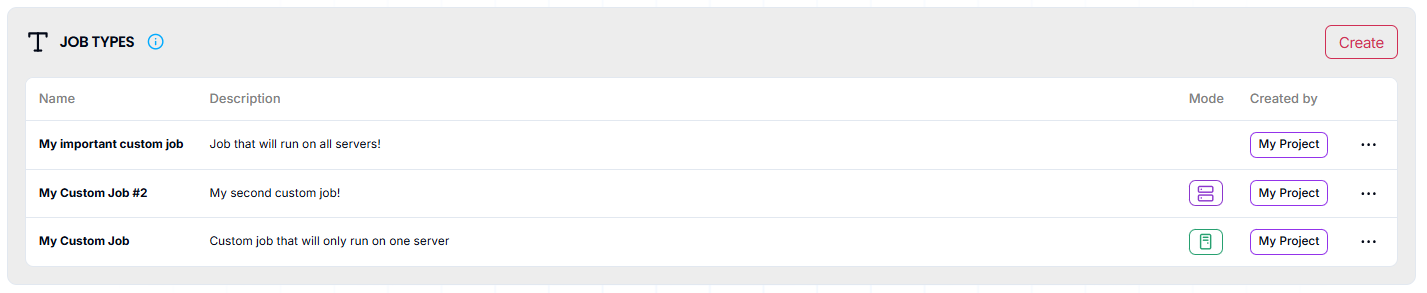 JOB TYPES Create
Name Description Mode Created by
My important custom job Job that will run on all servers! My Project
My Custom Job #2 My second custom job! My Project
My Custom Job Custom job that will only run on one server My Project